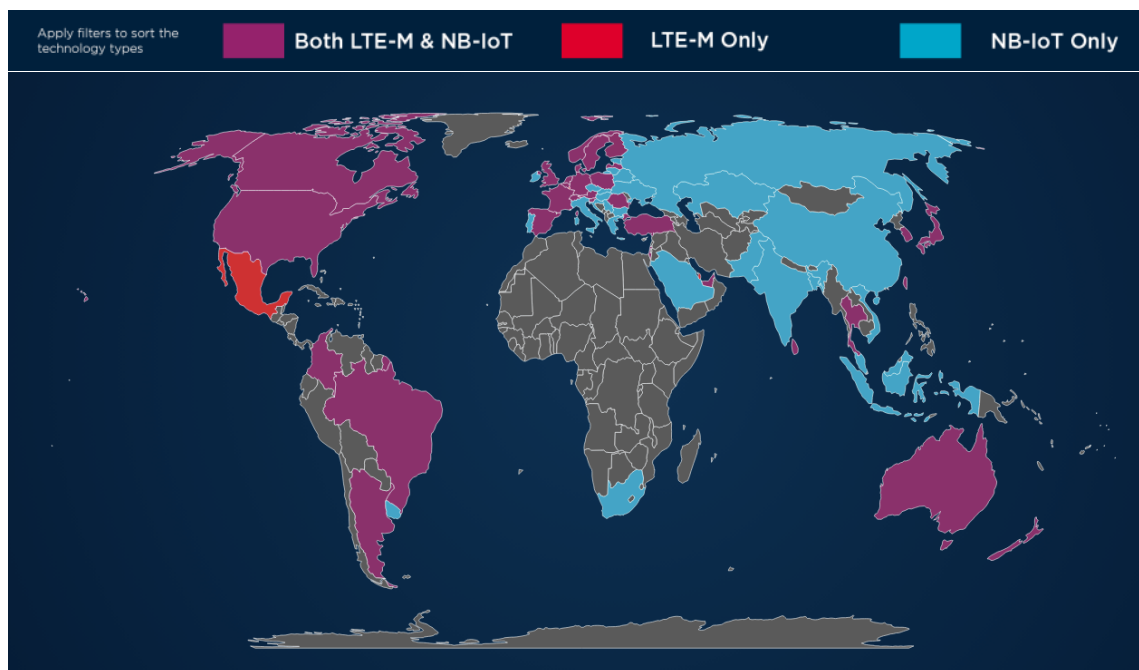 Apply filters to sort the
technology types
Both LTE-M & NB-IoT
LTE-M Only
NB-IoT Only